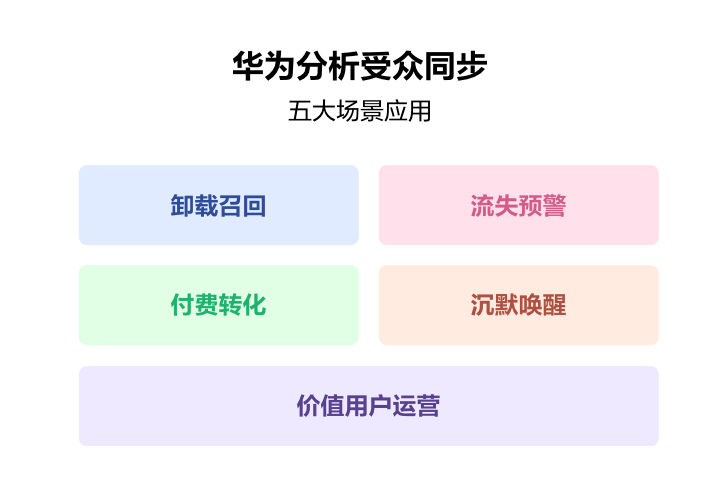 华为分析受众同步
五大场景应用
卸载召回
流失预警
付费转化
沉默唤醒
价值用户运营